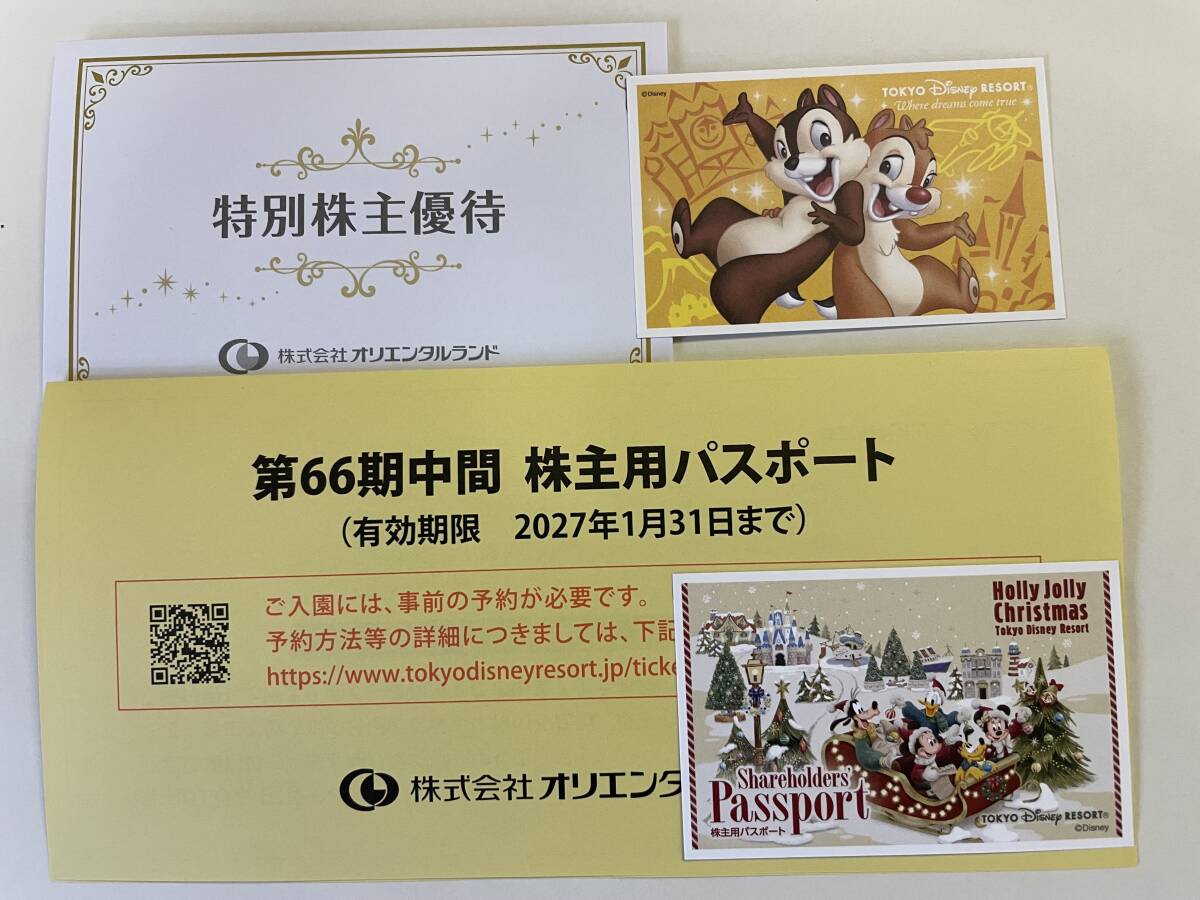 特別株主優待
株式会社オリエンタルランド
©Disney
TOKYO Disney RESORT®
Where dreams come true
第66期中間 株主用パスポート
（有効期限　2027年1月31日まで）
ご入園には、事前の予約が必要です。
予約方法等の詳細につきましては、下記
https://www.tokyodisneyresort.jp/ticke
株式会社オリエンタ
Holly Jolly
Christmas
Tokyo Disney Resort
Shareholders'
Passport
株主用パスポート
TOKYO Disney RESORT®
©Disney